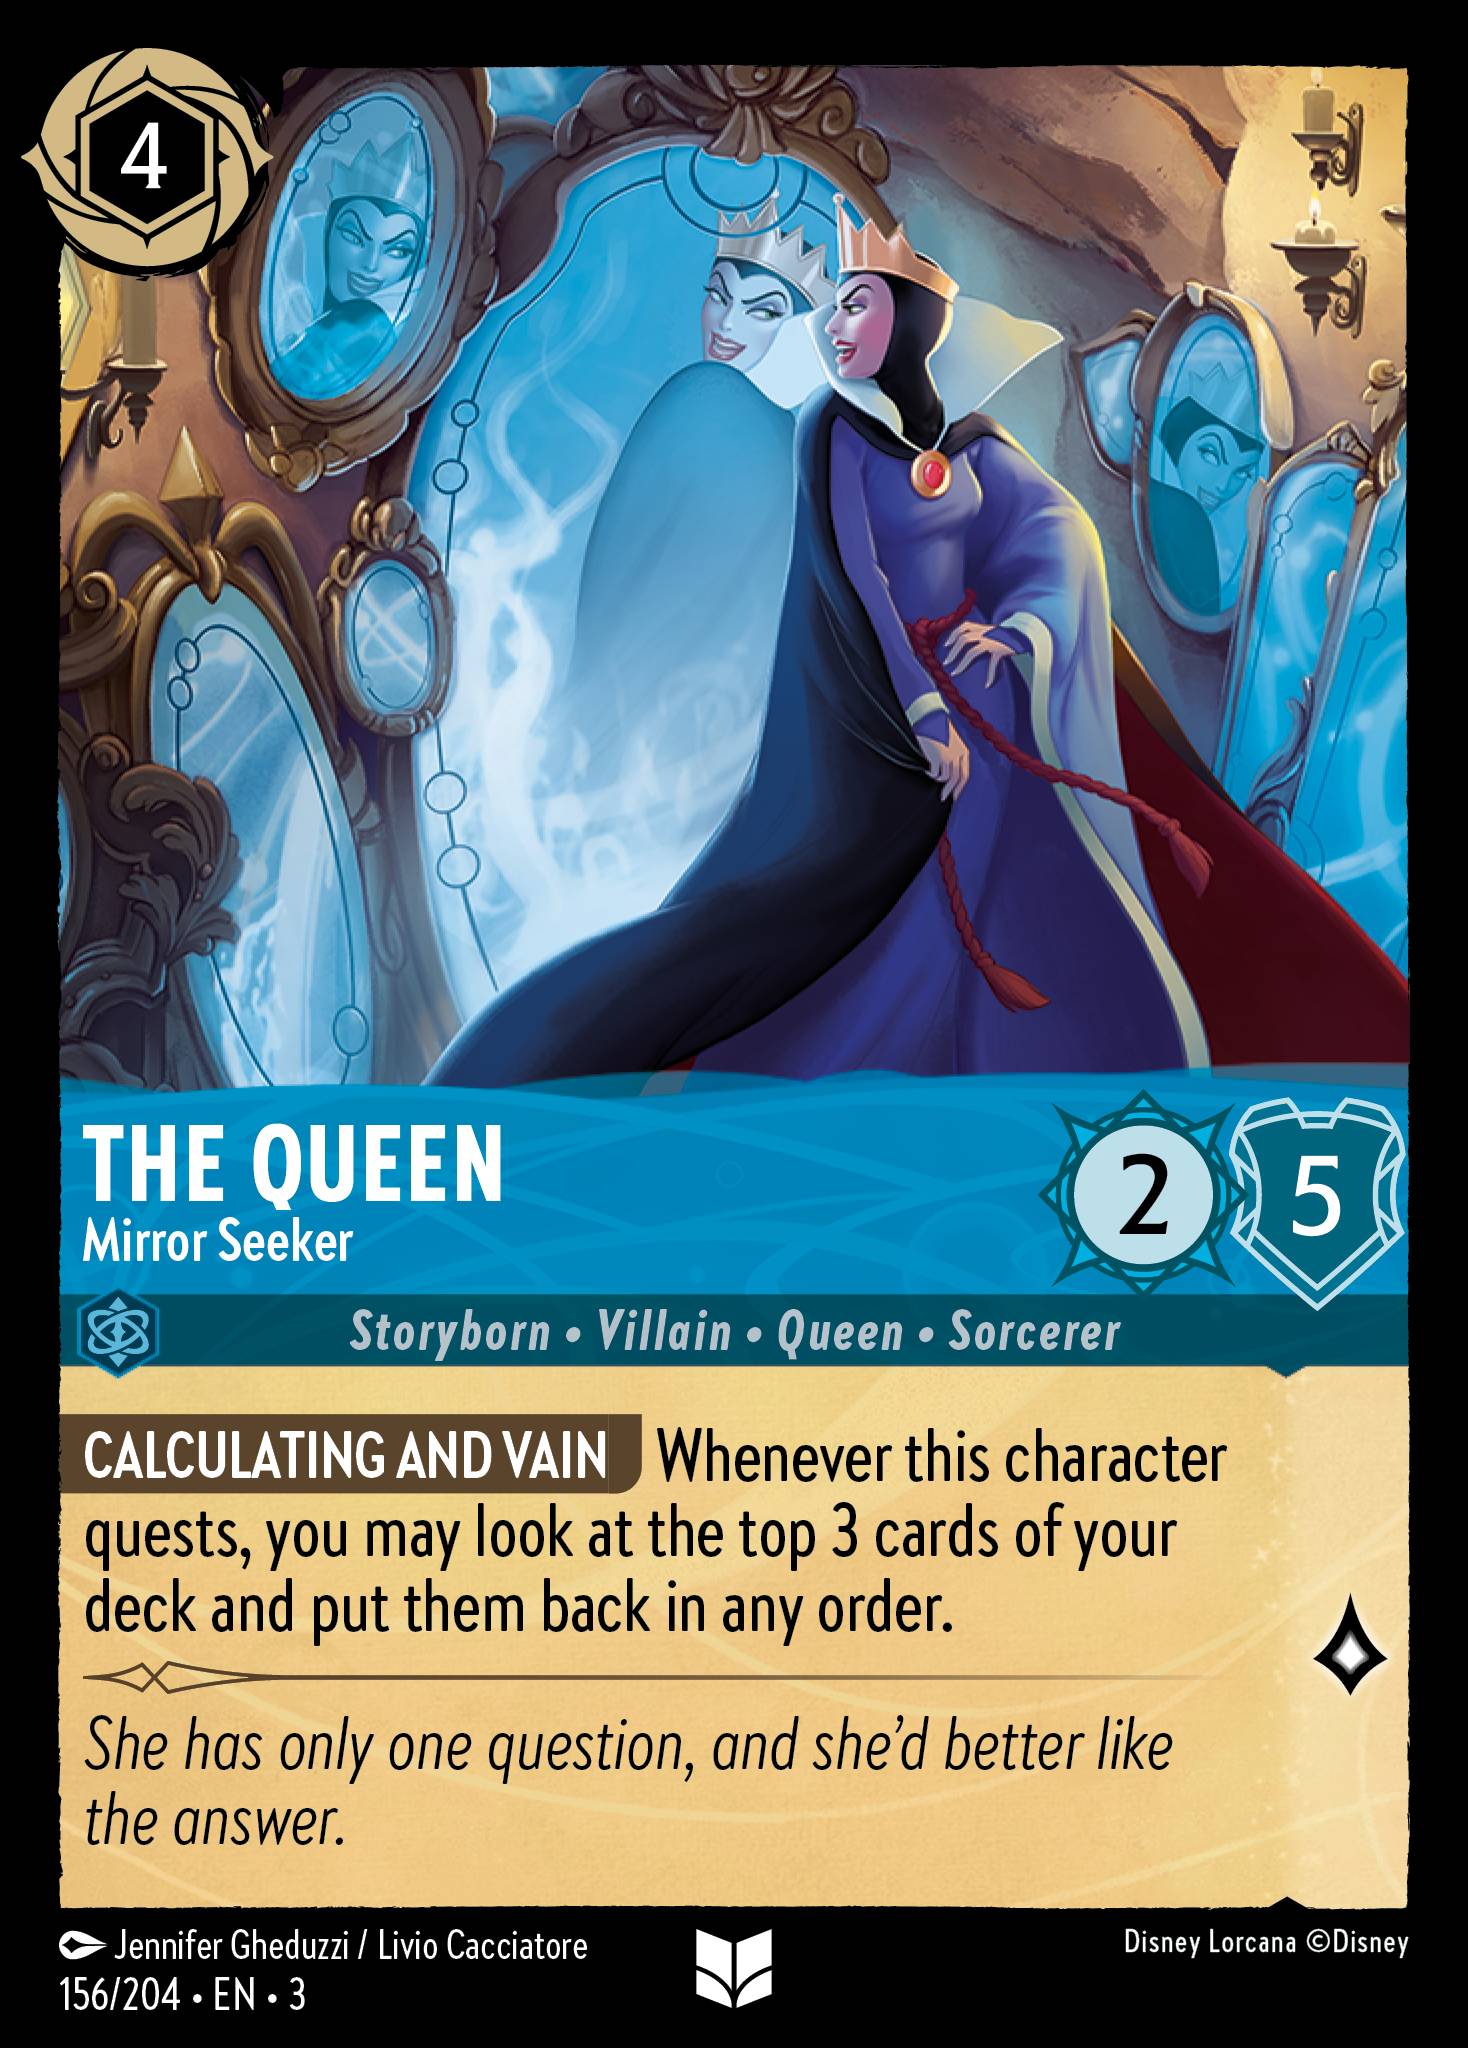 4
THE QUEEN
Mirror Seeker
2
5
Storyborn • Villain • Queen • Sorcerer
CALCULATING AND VAIN Whenever this character
quests, you may look at the top 3 cards of your
deck and put them back in any order.
She has only one question, and she’d better like
the answer.
Jennifer Gheduzzi / Livio Cacciatore
Disney Lorcana ©Disney
156/204 • EN • 3